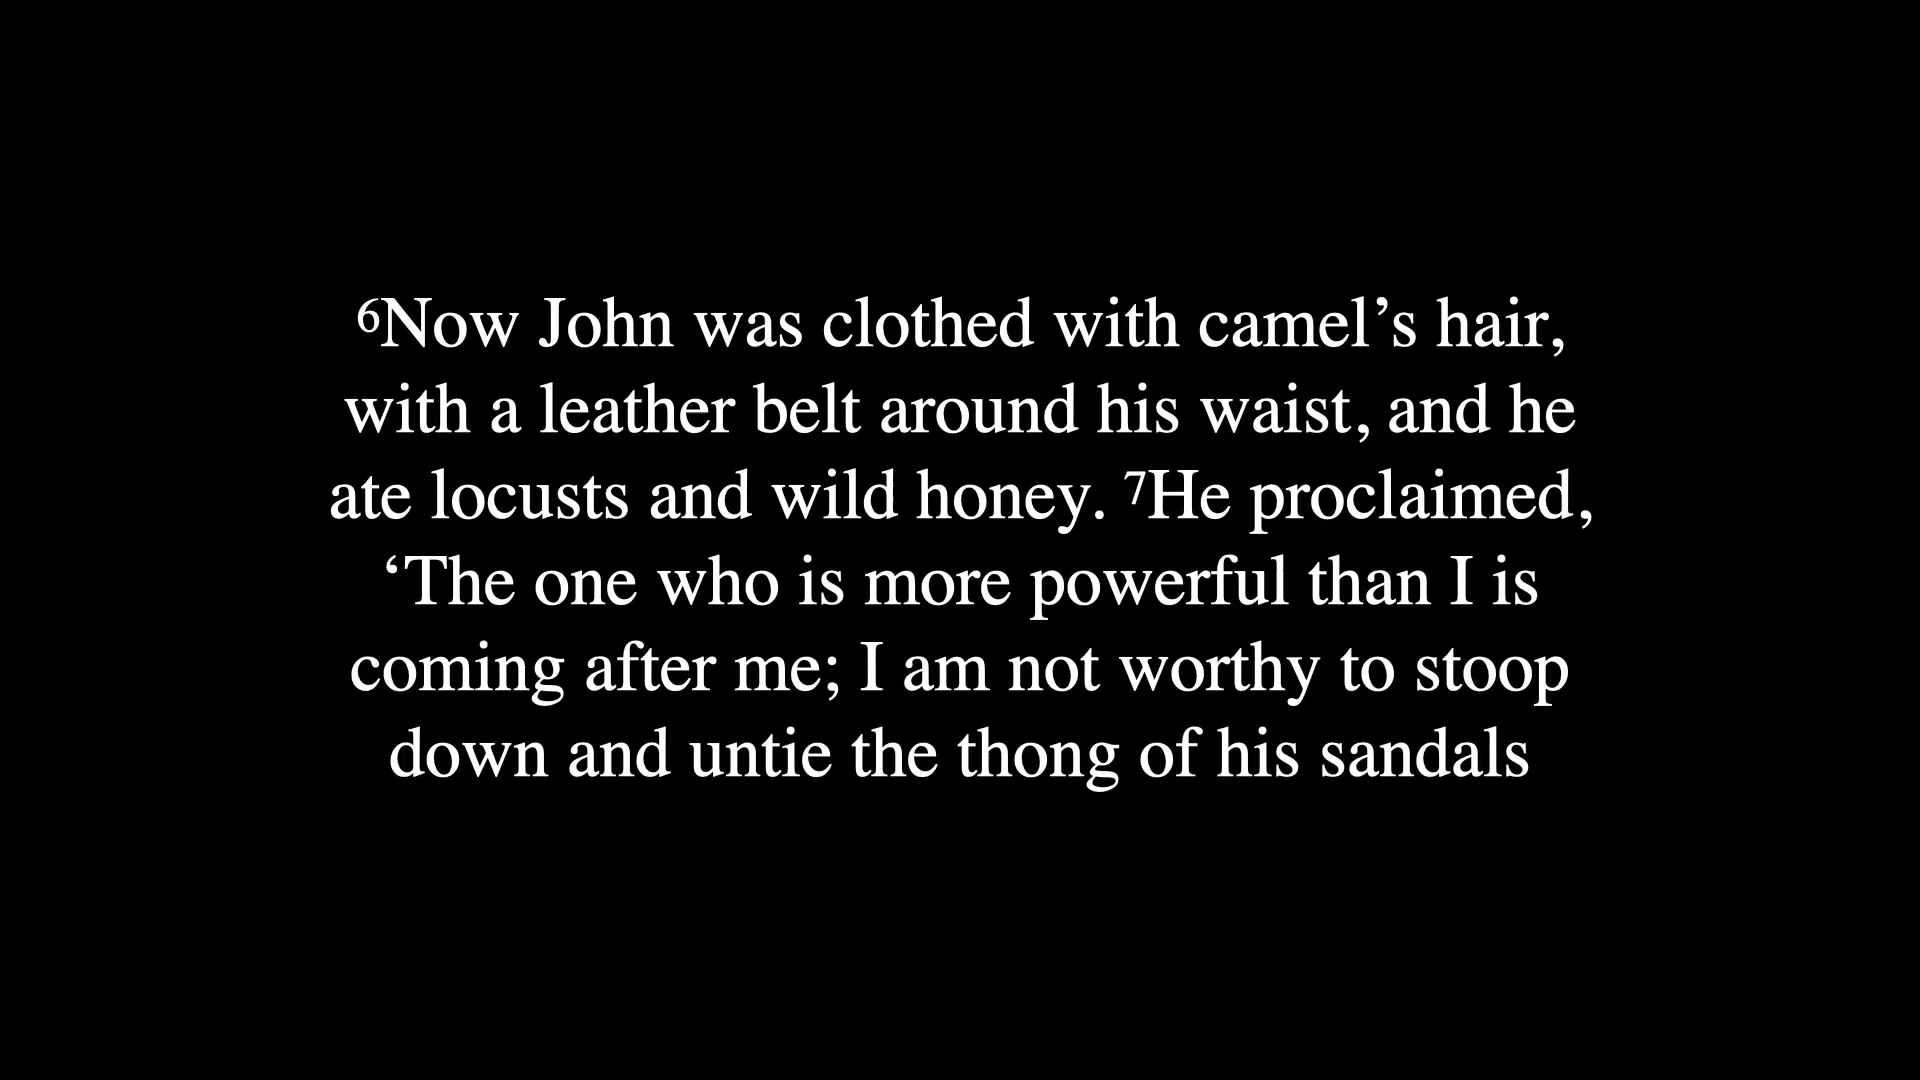 ⁶Now John was clothed with camel’s hair,
with a leather belt around his waist, and he
ate locusts and wild honey. ⁷He proclaimed,
‘The one who is more powerful than I is
coming after me; I am not worthy to stoop
down and untie the thong of his sandals